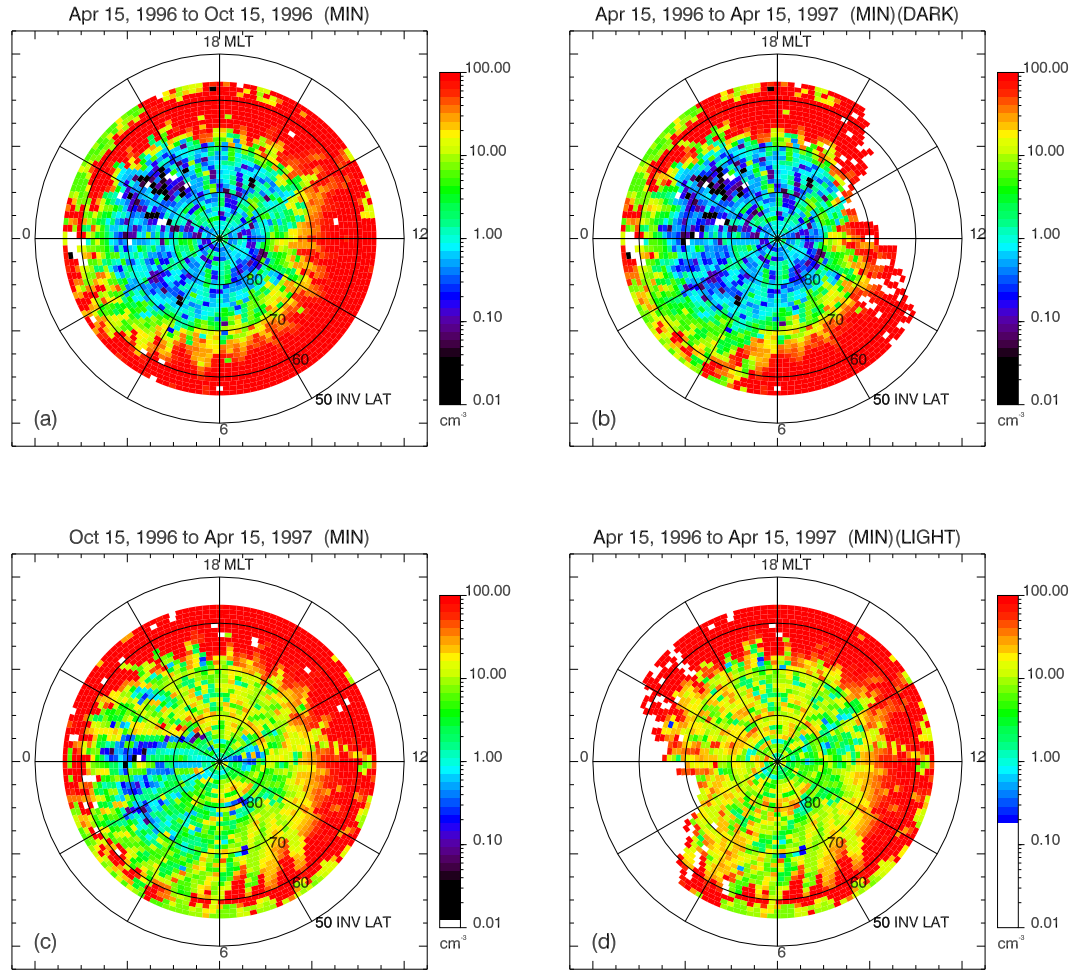 Apr 15, 1996 to Oct 15, 1996 (MIN)
18 MLT
0
12
80
70
60
50 INV LAT
6
(a)
100.00
10.00
1.00
0.10
0.01
cm⁻³
Apr 15, 1996 to Apr 15, 1997 (MIN)(DARK)
18 MLT
0
12
80
70
60
50 INV LAT
6
(b)
100.00
10.00
1.00
0.10
0.01
cm⁻³
Oct 15, 1996 to Apr 15, 1997 (MIN)
18 MLT
0
12
80
70
60
50 INV LAT
6
(c)
100.00
10.00
1.00
0.10
0.01
cm⁻³
Apr 15, 1996 to Apr 15, 1997 (MIN)(LIGHT)
18 MLT
0
12
80
70
60
50 INV LAT
6
(d)
100.00
10.00
1.00
0.10
0.01
cm⁻³